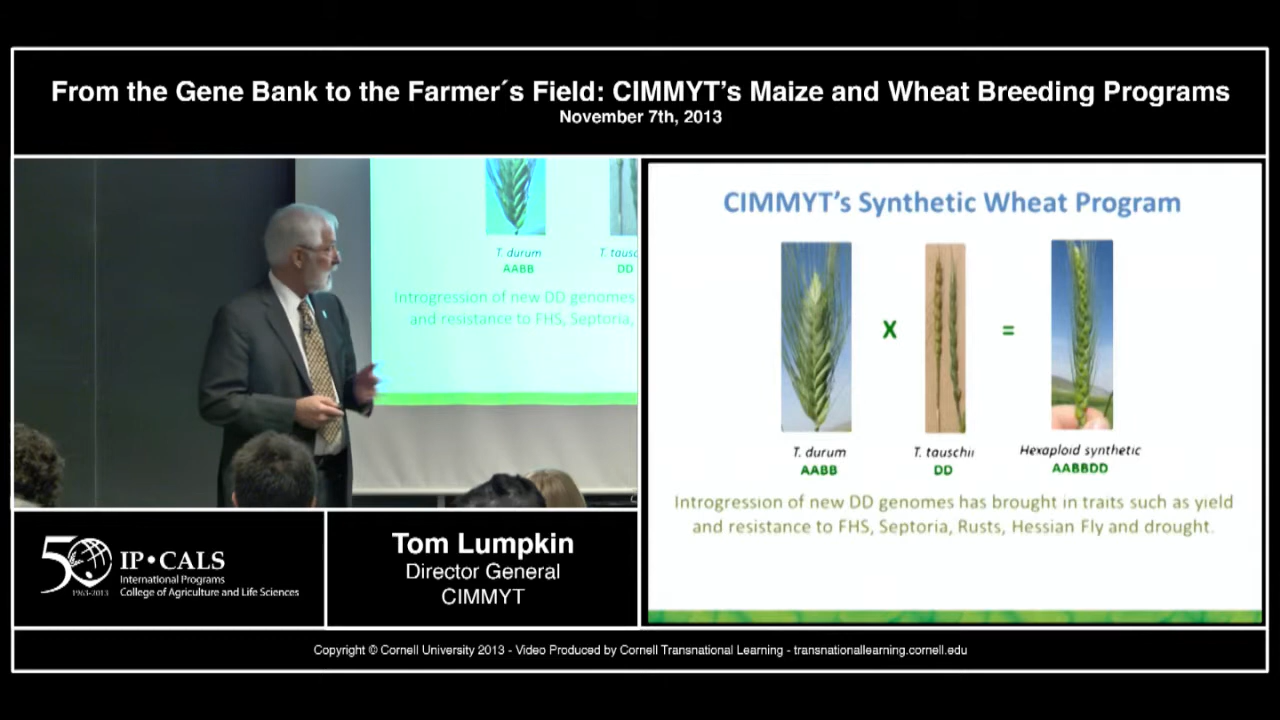 From the Gene Bank to the Farmer´s Field: CIMMYT's Maize and Wheat Breeding Programs
November 7th, 2013
T. durum
AABB
T. tausc
DD
Introgression of new DD genomes
and resistance to FHS, Septoria,
CIMMYT's Synthetic Wheat Program
X
=
T. durum
AABB
T. tauschii
DD
Hexaploid synthetic
AABBDD
Introgression of new DD genomes has brought in traits such as yield
and resistance to FHS, Septoria, Rusts, Hessian Fly and drought.
50
1963-2013
IP•CALS
International Programs
College of Agriculture and Life Sciences
Tom Lumpkin
Director General
CIMMYT
Copyright © Cornell University 2013 - Video Produced by Cornell Transnational Learning - transnationallearning.cornell.edu